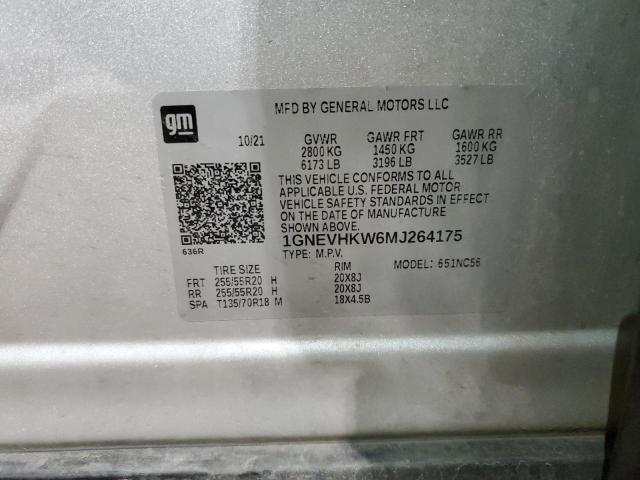 MFD BY GENERAL MOTORS LLC
gm
10/21 GVWR GAWR FRT GAWR RR
2800 KG 1450 KG 1600 KG
6173 LB 3196 LB 3527 LB
THIS VEHICLE CONFORMS TO ALL
APPLICABLE U.S. FEDERAL MOTOR
VEHICLE SAFETY STANDARDS IN EFFECT
ON THE DATE OF MANUFACTURE
SHOWN ABOVE.
636R
1GNEVHKW6MJ264175
TYPE: M.P.V. MODEL: 651NC56
TIRE SIZE RIM
FRT 255/55R20 H 20X8J
RR 255/55R20 H 20X8J
SPA T135/70R18 M 18X4.5B